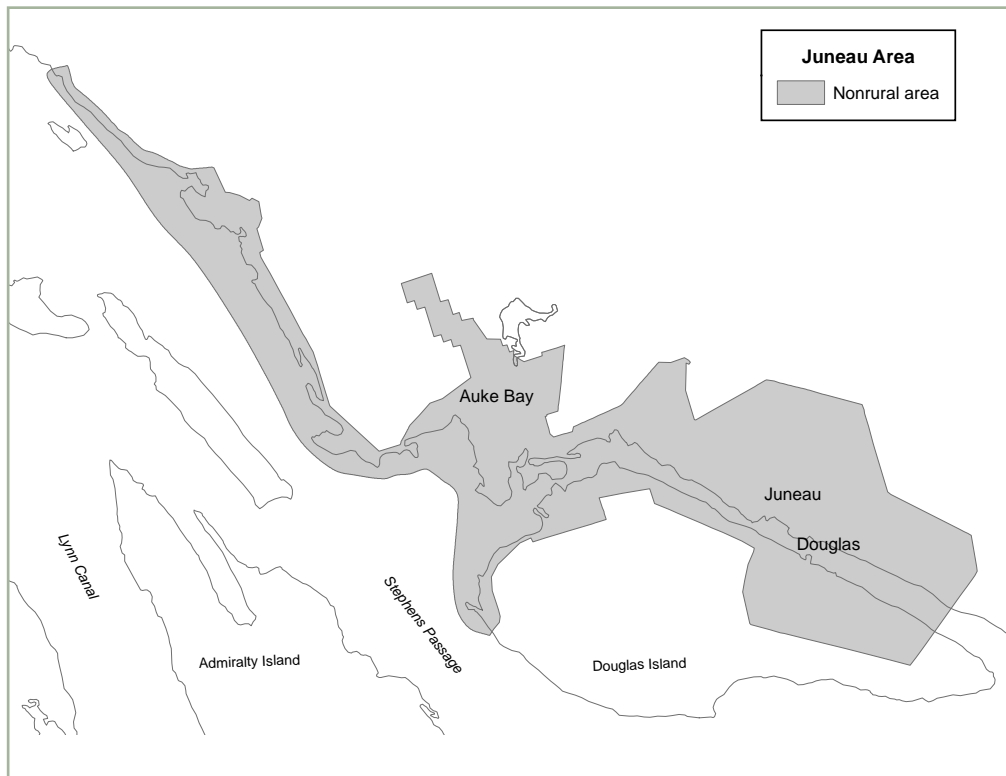 Juneau Area
Nonrural area
Auke Bay
Juneau
Douglas
Lynn Canal
Stephens Passage
Admiralty Island
Douglas Island